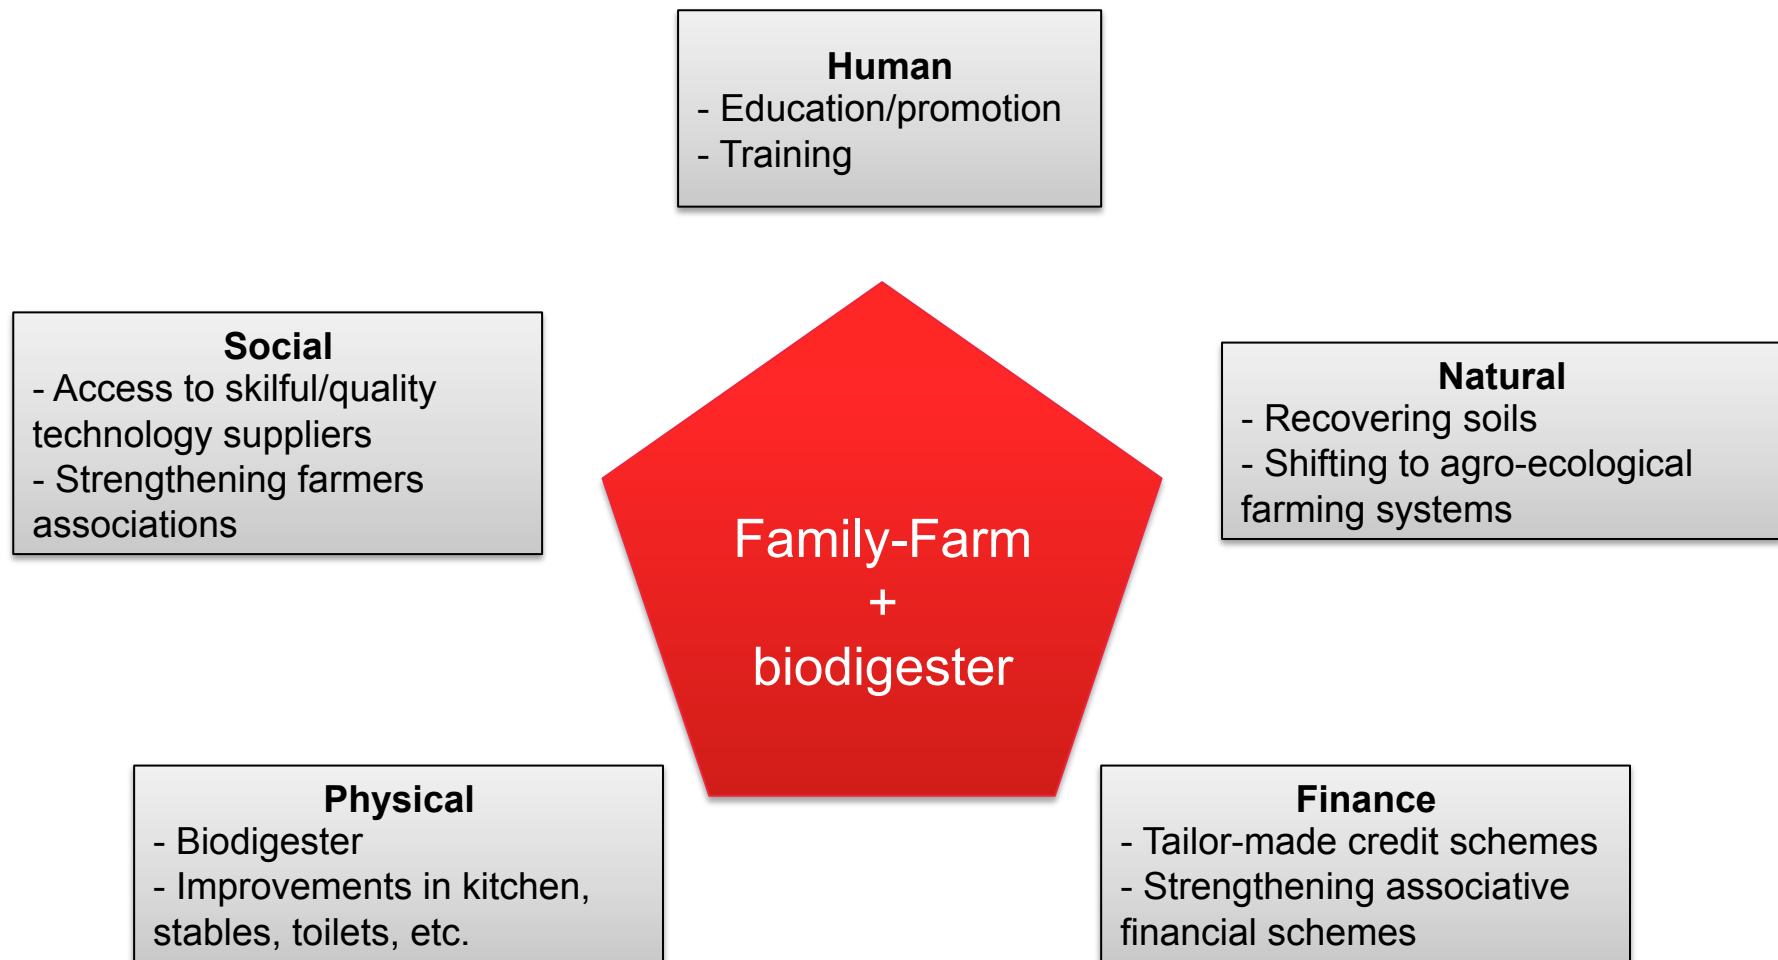 Human
- Education/promotion
- Training
Social
- Access to skilful/quality
technology suppliers
- Strengthening farmers
associations
Natural
- Recovering soils
- Shifting to agro-ecological
farming systems
Family-Farm
+
biodigester
Physical
- Biodigester
- Improvements in kitchen,
stables, toilets, etc.
Finance
- Tailor-made credit schemes
- Strengthening associative
financial schemes